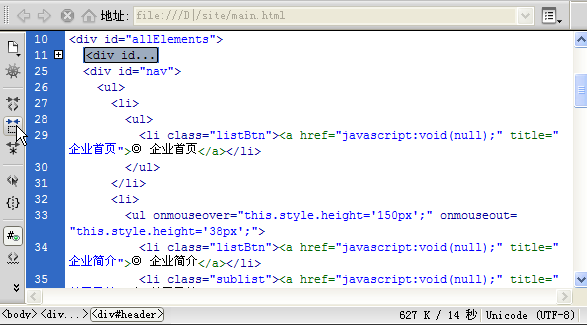 地址: file:///D|/site/main.html
10 <div id="allElements">
11 <div id...
25 <div id="nav">
26 <ul>
27 <li>
28 <ul>
29 <li class="listBtn"><a href="javascript:void(null);" title="
企业首页">◎ 企业首页</a></li>
30 </ul>
31 </li>
32 <li>
33 <ul onmouseover="this.style.height='150px';" onmouseout=
"this.style.height='38px';">
34 <li class="listBtn"><a href="javascript:void(null);" title="
企业简介">◎ 企业简介</a></li>
35 <li class="sublist"><a href="javascript:void(null);" title="
<body> <div...> <div#header> 627 K / 14 秒 Unicode (UTF-8)